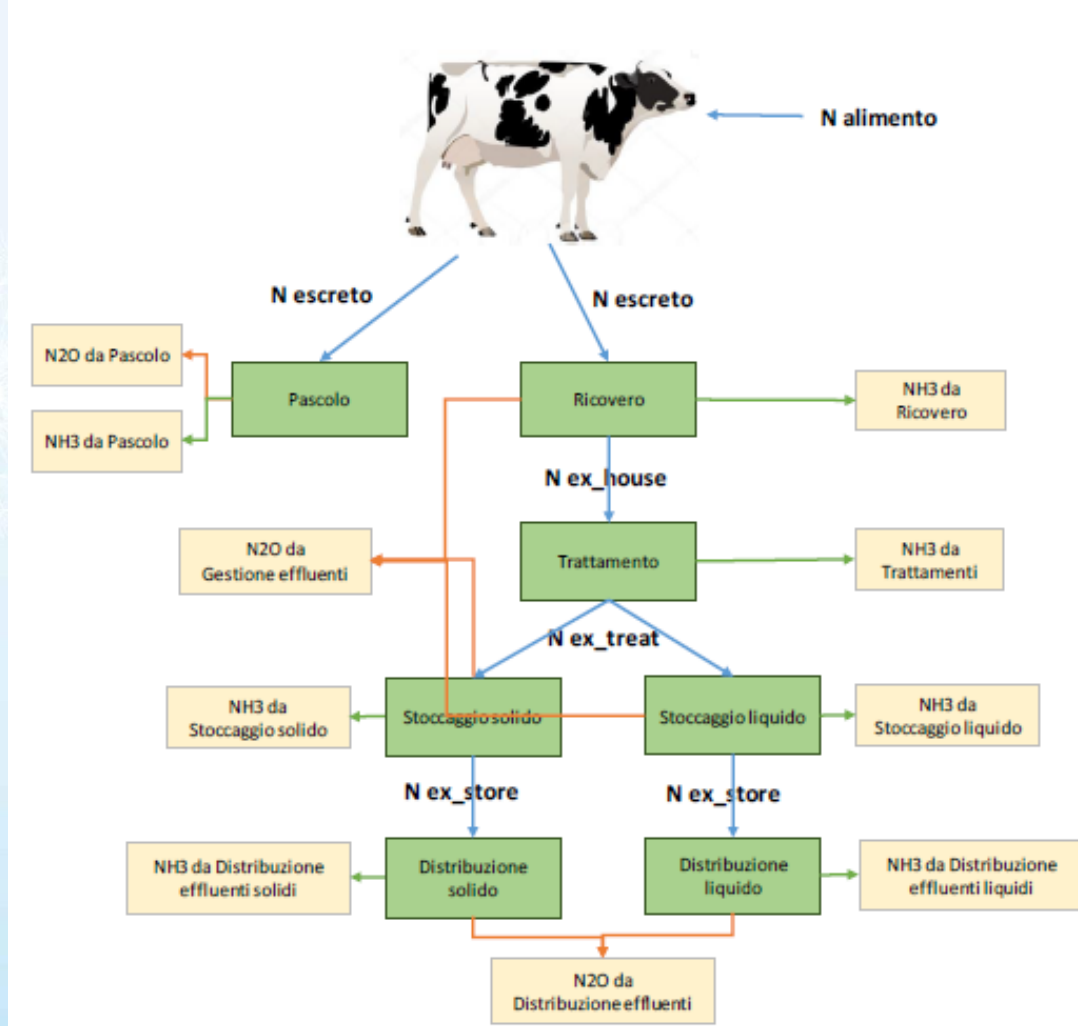 N alimento
N escreto
N escreto
N2O da Pascolo
Pascolo
Ricovero
NH3 da
Ricovero
NH3 da Pascolo
N ex_house
N2O da
Gestione effluenti
Trattamento
NH3 da
Trattamenti
N ex_treat
NH3 da
Stoccaggio solido
Stoccaggio solido
Stoccaggio liquido
NH3 da
Stoccaggio liquido
N ex_store
N ex_store
NH3 da Distribuzione
effluenti solidi
Distribuzione
solido
Distribuzione
liquido
NH3 da Distribuzione
effluenti liquidi
N2O da
Distribuzione effluenti